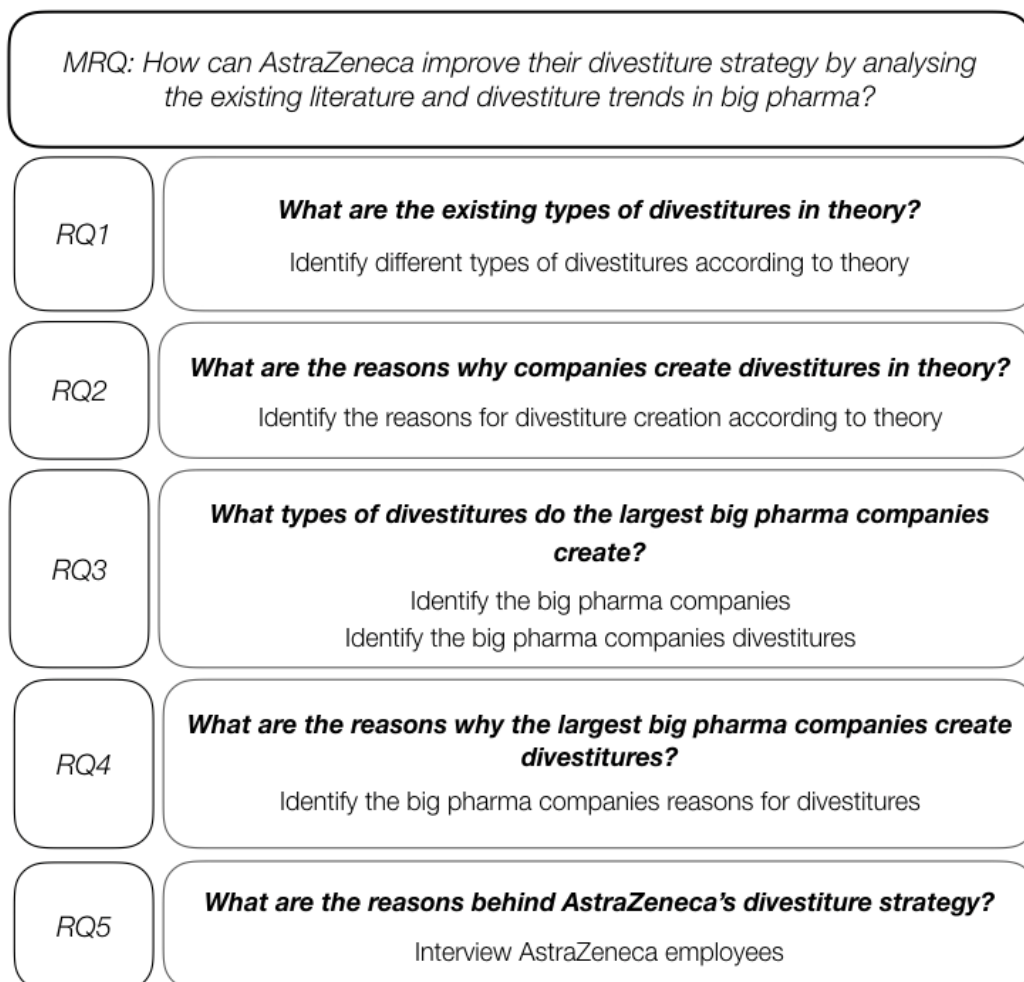 MRQ: How can AstraZeneca improve their divestiture strategy by analysing
the existing literature and divestiture trends in big pharma?
RQ1
What are the existing types of divestitures in theory?
Identify different types of divestitures according to theory
RQ2
What are the reasons why companies create divestitures in theory?
Identify the reasons for divestiture creation according to theory
RQ3
What types of divestitures do the largest big pharma companies
create?
Identify the big pharma companies
Identify the big pharma companies divestitures
RQ4
What are the reasons why the largest big pharma companies create
divestitures?
Identify the big pharma companies reasons for divestitures
RQ5
What are the reasons behind AstraZeneca’s divestiture strategy?
Interview AstraZeneca employees